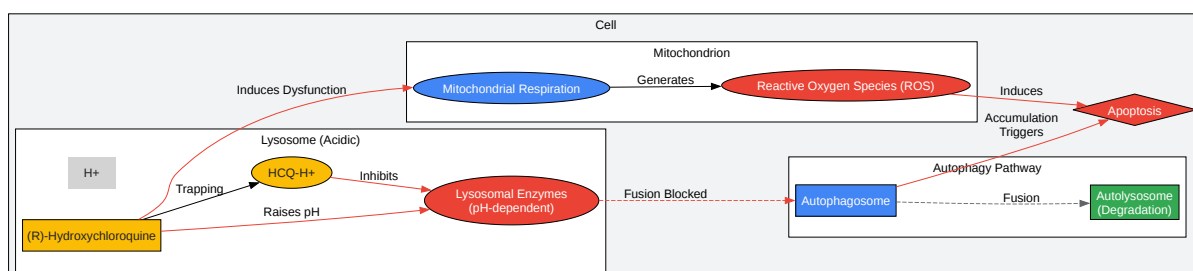 Cell
Mitochondrion
Mitochondrial Respiration
Generates
Reactive Oxygen Species (ROS)
Induces Dysfunction
Induces
Apoptosis
Accumulation
Triggers
Lysosome (Acidic)
H+
HCQ-H+
Trapping
Inhibits
Lysosomal Enzymes
(pH-dependent)
Raises pH
(R)-Hydroxychloroquine
Fusion Blocked
Autophagy Pathway
Autophagosome
Fusion
Autolysosome
(Degradation)